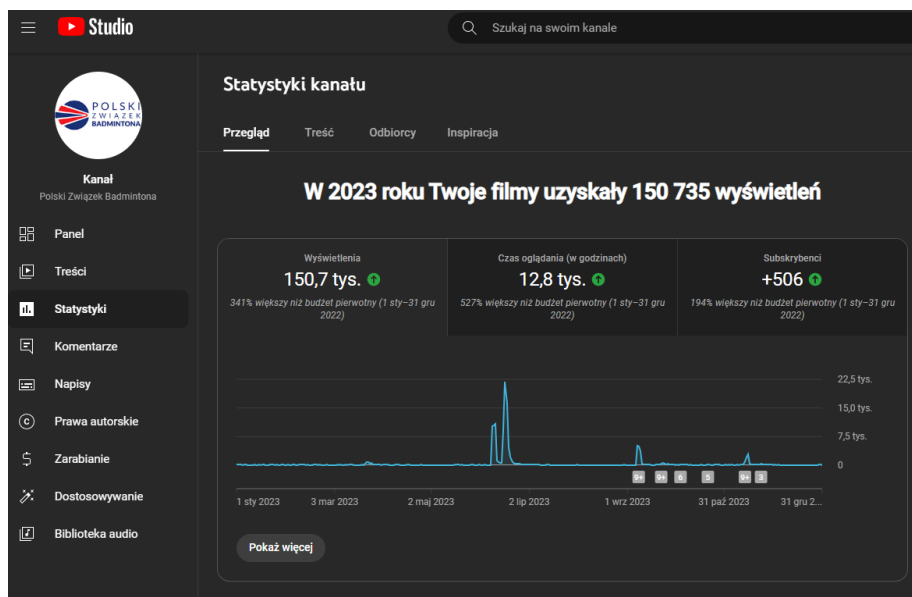 Studio
Szukaj na swoim kanale
POLSKI
ZWIĄZEK
BADMINTONA
Kanał
Polski Związek Badmintona
Panel
Treści
Statystyki
Komentarze
Napisy
Prawa autorskie
Zarabianie
Dostosowywanie
Biblioteka audio
Statystyki kanału
Przegląd Treść Odbiorcy Inspiracja
W 2023 roku Twoje filmy uzyskały 150 735 wyświetleń
Wyświetlenia
150,7 tys.
341% większy niż budżet pierwotny (1 sty–31 gru
2022)
Czas oglądania (w godzinach)
12,8 tys.
527% większy niż budżet pierwotny (1 sty–31 gru
2022)
Subskrybenci
+506
194% większy niż budżet pierwotny (1 sty–31 gru
2022)
22,5 tys.
15,0 tys.
7,5 tys.
0
9+ 9+ 6 5 9+ 3
1 sty 2023 3 mar 2023 2 maj 2023 2 lip 2023 1 wrz 2023 31 paź 2023 31 gru 2...
Pokaż więcej